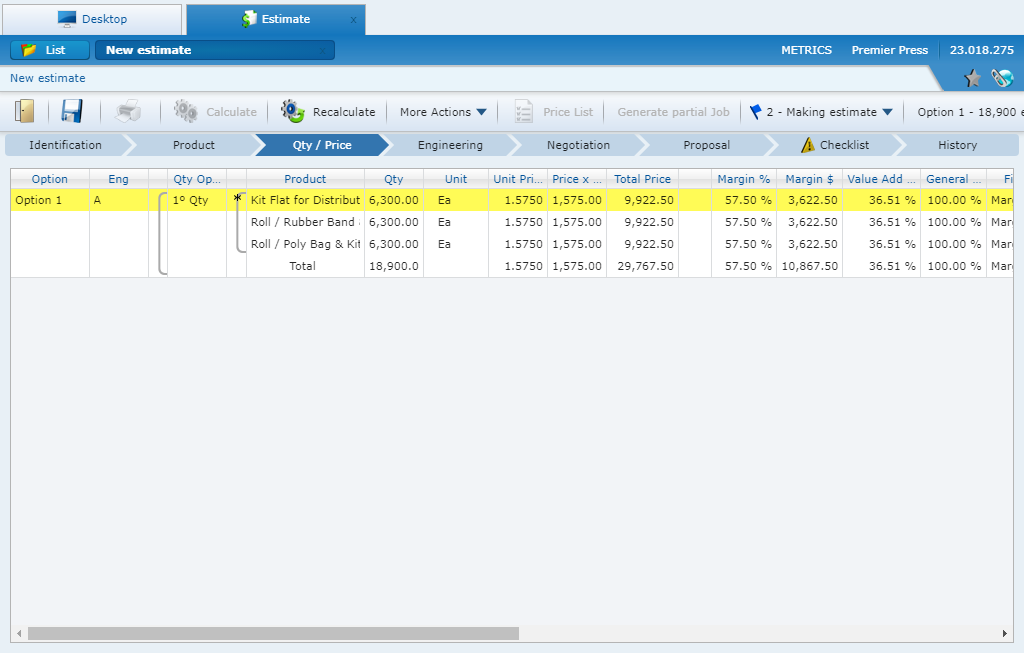 Desktop Estimate x
List New estimate x METRICS Premier Press 23.018.275
New estimate
Calculate Recalculate More Actions Price List Generate partial Job 2 - Making estimate Option 1 - 18,900 e
Identification Product Qty / Price Engineering Negotiation Proposal Checklist History
Option Eng Qty Op... Product Qty Unit Unit Pri... Price x ... Total Price Margin % Margin $ Value Add ... General ... Fi
Option 1 A 1º Qty * Kit Flat for Distribut 6,300.00 Ea 1.5750 1,575.00 9,922.50 57.50 % 3,622.50 36.51 % 100.00 % Mar
Roll / Rubber Band 6,300.00 Ea 1.5750 1,575.00 9,922.50 57.50 % 3,622.50 36.51 % 100.00 % Mar
Roll / Poly Bag & Kit 6,300.00 Ea 1.5750 1,575.00 9,922.50 57.50 % 3,622.50 36.51 % 100.00 % Mar
Total 18,900.0 1.5750 1,575.00 29,767.50 57.50 % 10,867.50 36.51 % 100.00 % Mar